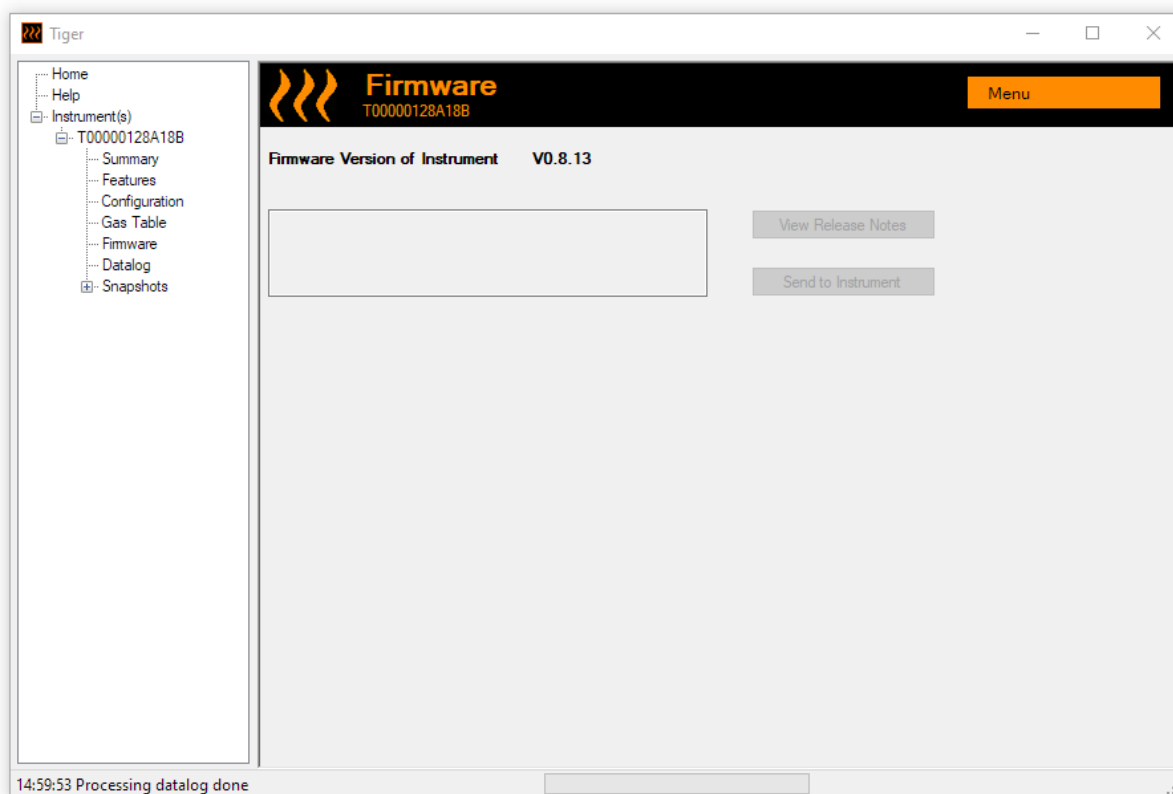 Tiger
Home
Help
Instrument(s)
T00000128A18B
Summary
Features
Configuration
Gas Table
Firmware
Datalog
Snapshots
Firmware
T00000128A18B
Menu
Firmware Version of Instrument V0.8.13
View Release Notes
Send to Instrument
14:59:53 Processing datalog done